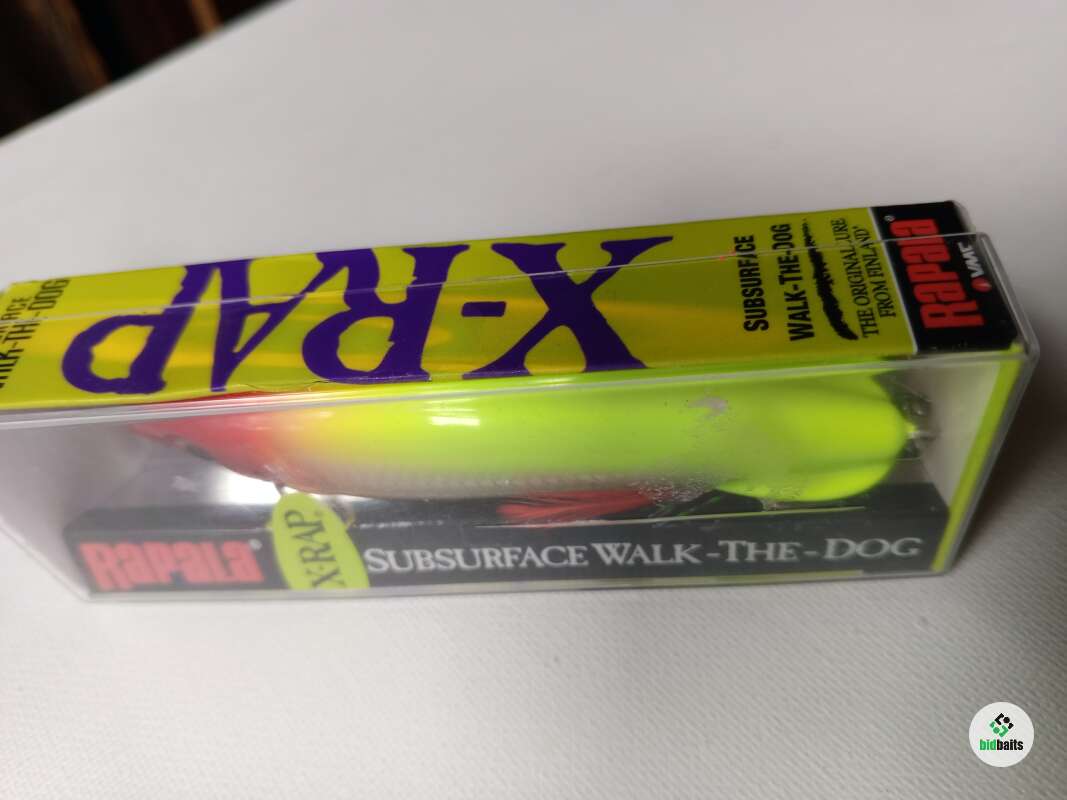 X-RAP
SUBSURFACE
WALK-THE-DOG
THE ORIGINAL LURE
FROM FINLAND
Rapala®
VMC
WALK-THE-DOG
RAPALA®
X-RAP®
SUBSURFACE WALK-THE-DOG
bidbaits